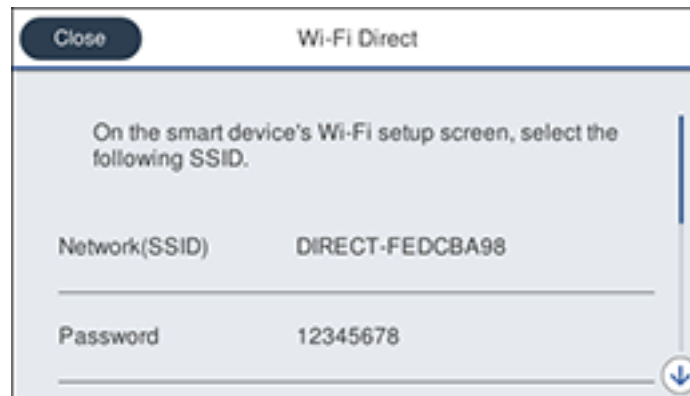 Close
Wi-Fi Direct
On the smart device's Wi-Fi setup screen, select the
following SSID.
Network(SSID) DIRECT-FEDCBA98
Password 12345678